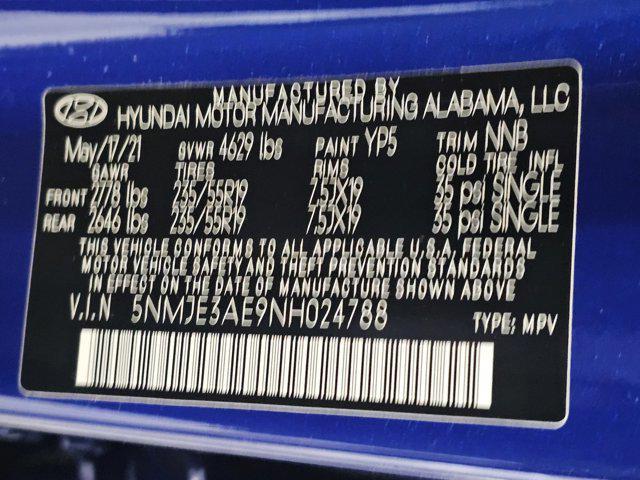 MANUFACTURED BY
HYUNDAI MOTOR MANUFACTURING ALABAMA, LLC
May/17/21 GVWR 4629 lbs PAINT YP5 TRIM NNB
GAWR TIRES RIMS COLD TIRE INFL
FRONT 2778 lbs 235/55R19 7.5JX19 35 psi SINGLE
REAR 2646 lbs 235/55R19 7.5JX19 35 psi SINGLE
THIS VEHICLE CONFORMS TO ALL APPLICABLE U.S.A. FEDERAL
MOTOR VEHICLE SAFETY AND THEFT PREVENTION STANDARDS
IN EFFECT ON THE DATE OF MANUFACTURE SHOWN ABOVE
V.I.N 5NMJE3AE9NH024788 TYPE: MPV